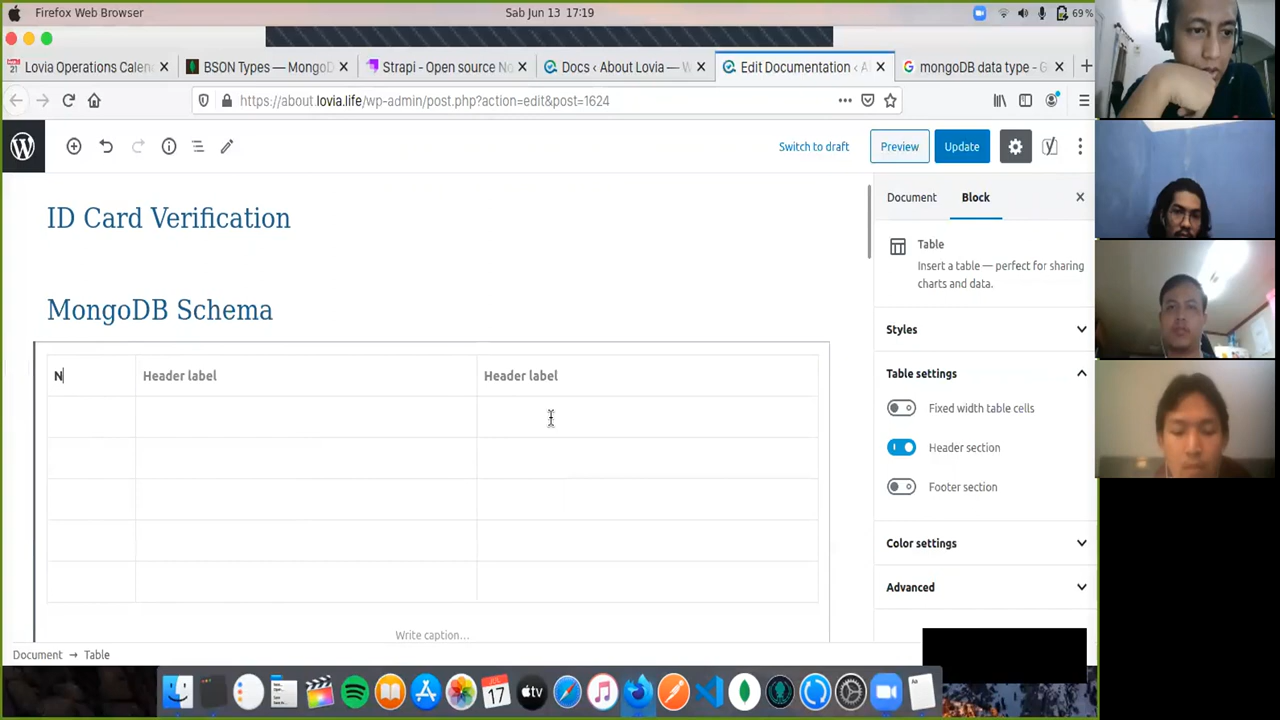 Firefox Web Browser
Sab Jun 13 17:19
69 %
Lovia Operations Calen
BSON Types — MongoD
Strapi - Open source No
Docs ‹ About Lovia — W
Edit Documentation ‹ A
mongoDB data type - G
https://about.lovia.life/wp-admin/post.php?action=edit&post=1624
Switch to draft
Preview
Update
ID Card Verification
MongoDB Schema
N
Header label
Header label
Write caption...
Document
Block
Table
Insert a table — perfect for sharing
charts and data.
Styles
Table settings
Fixed width table cells
Header section
Footer section
Color settings
Advanced
Document → Table
JUL
17
tv